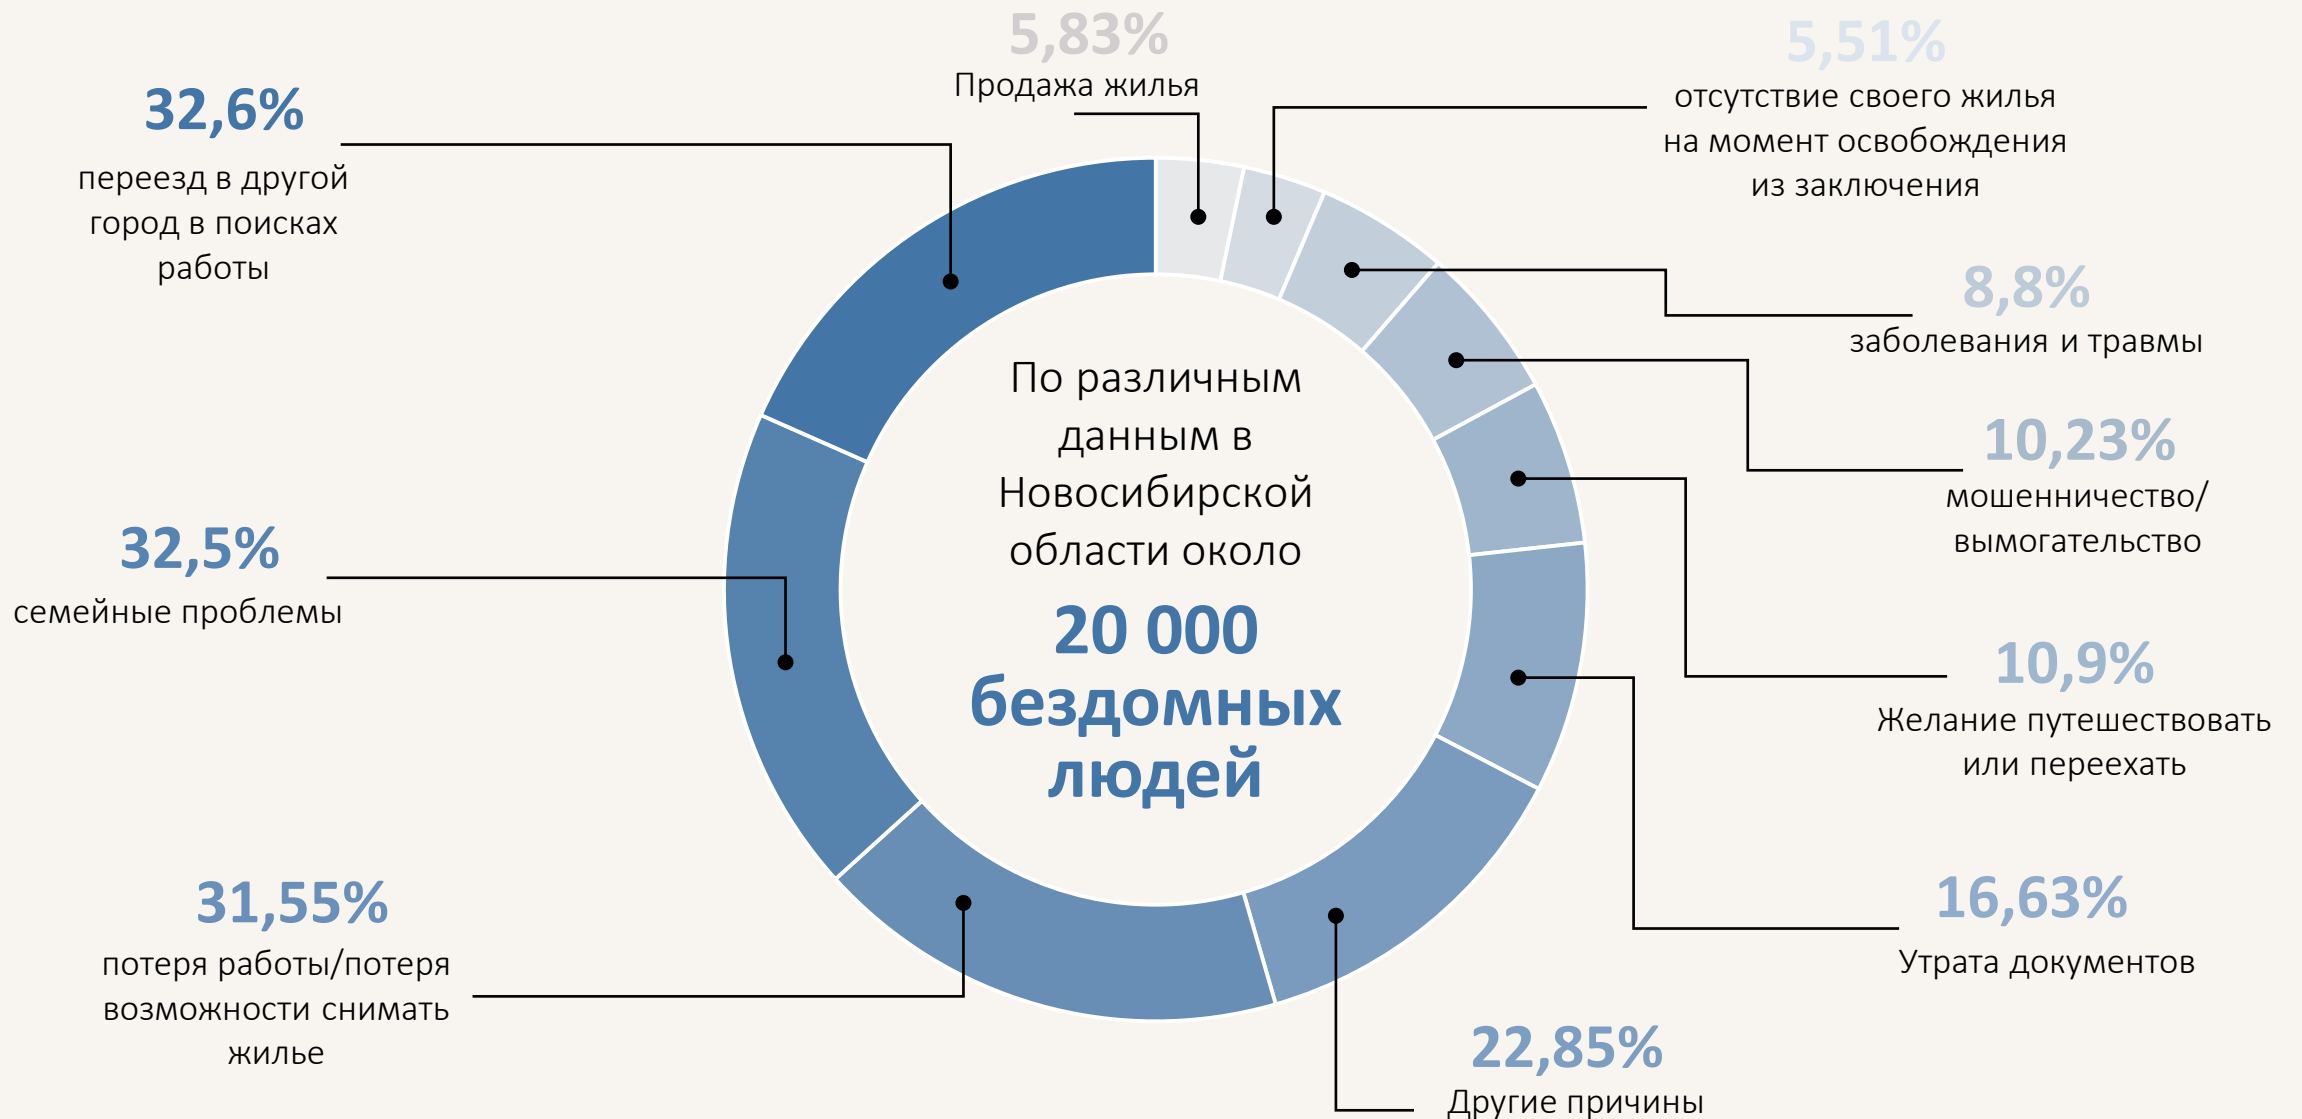 5,83%
Продажа жилья
5,51%
отсутствие своего жилья
на момент освобождения
из заключения
32,6%
переезд в другой
город в поисках
работы
8,8%
заболевания и травмы
10,23%
мошенничество/
вымогательство
По различным
данным в
Новосибирской
области около
20 000
бездомных
людей
32,5%
семейные проблемы
10,9%
Желание путешествовать
или переехать
31,55%
потеря работы/потеря
возможности снимать
жилье
16,63%
Утрата документов
22,85%
Другие причины